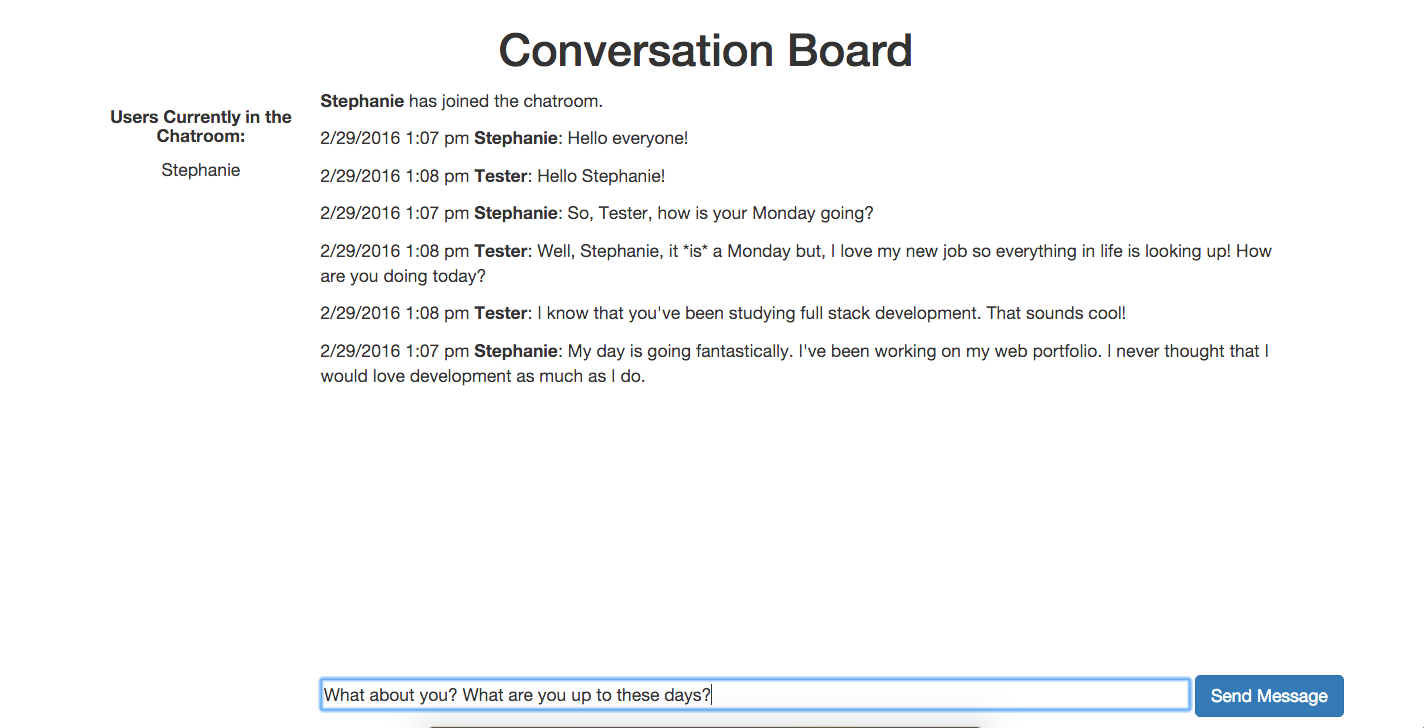 Conversation Board
Users Currently in the
Chatroom:
Stephanie
Stephanie has joined the chatroom.
2/29/2016 1:07 pm Stephanie: Hello everyone!
2/29/2016 1:08 pm Tester: Hello Stephanie!
2/29/2016 1:07 pm Stephanie: So, Tester, how is your Monday going?
2/29/2016 1:08 pm Tester: Well, Stephanie, it *is* a Monday but, I love my new job so everything in life is looking up! How
are you doing today?
2/29/2016 1:08 pm Tester: I know that you've been studying full stack development. That sounds cool!
2/29/2016 1:07 pm Stephanie: My day is going fantastically. I've been working on my web portfolio. I never thought that I
would love development as much as I do.
What about you? What are you up to these days?
Send Message